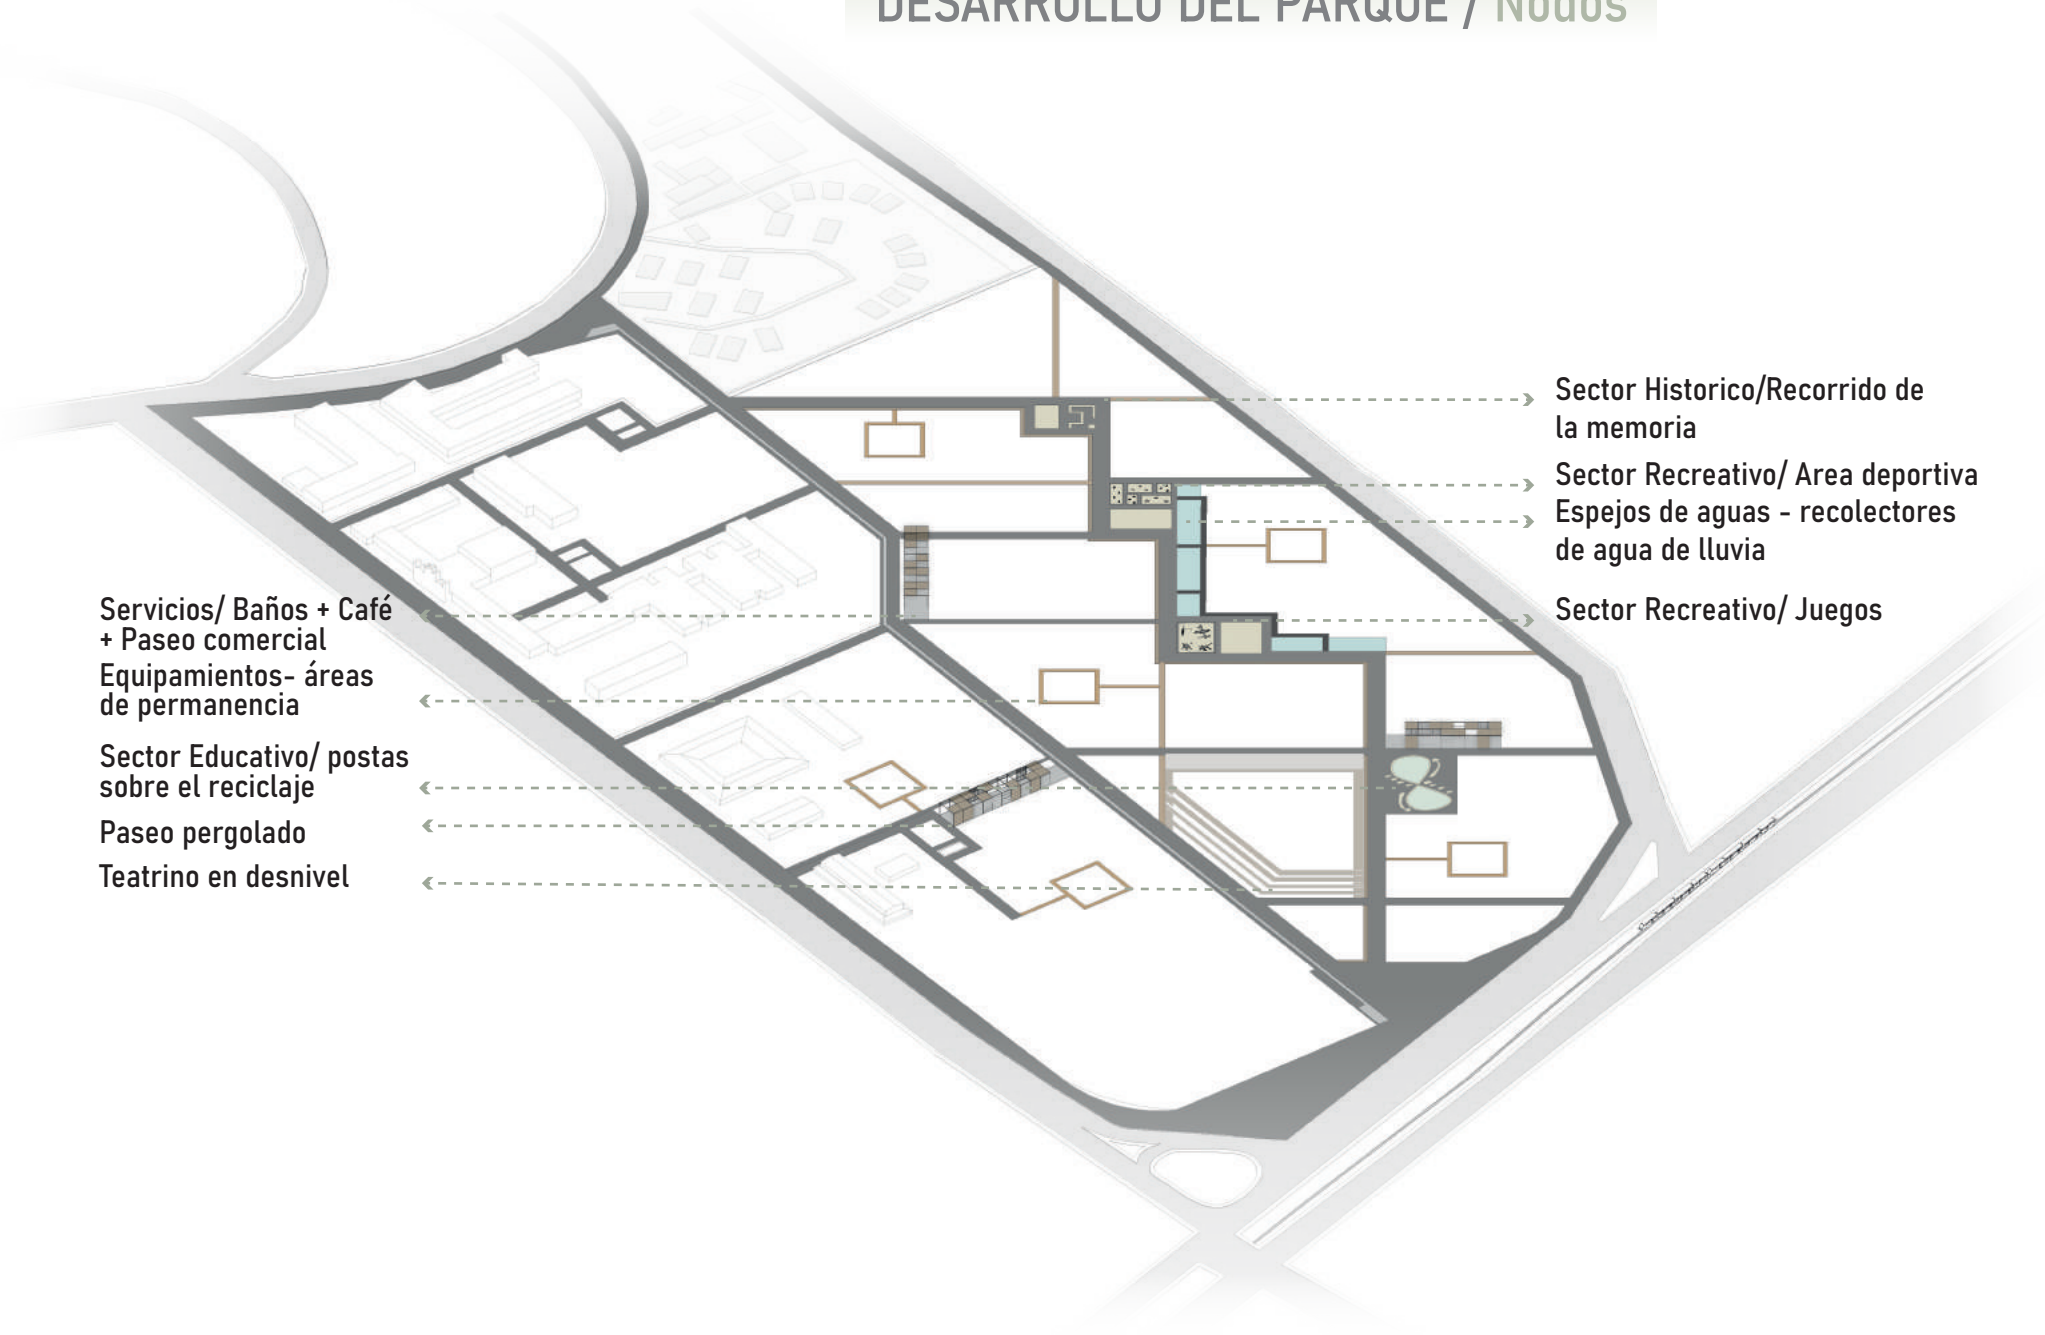 DESARROLLO DEL PARQUE / Nodos
Sector Historico/Recorrido de
la memoria
Sector Recreativo/ Area deportiva
Espejos de aguas - recolectores
de agua de lluvia
Sector Recreativo/ Juegos
Servicios/ Baños + Café
+ Paseo comercial
Equipamientos- áreas
de permanencia
Sector Educativo/ postas
sobre el reciclaje
Paseo pergolado
Teatrino en desnivel